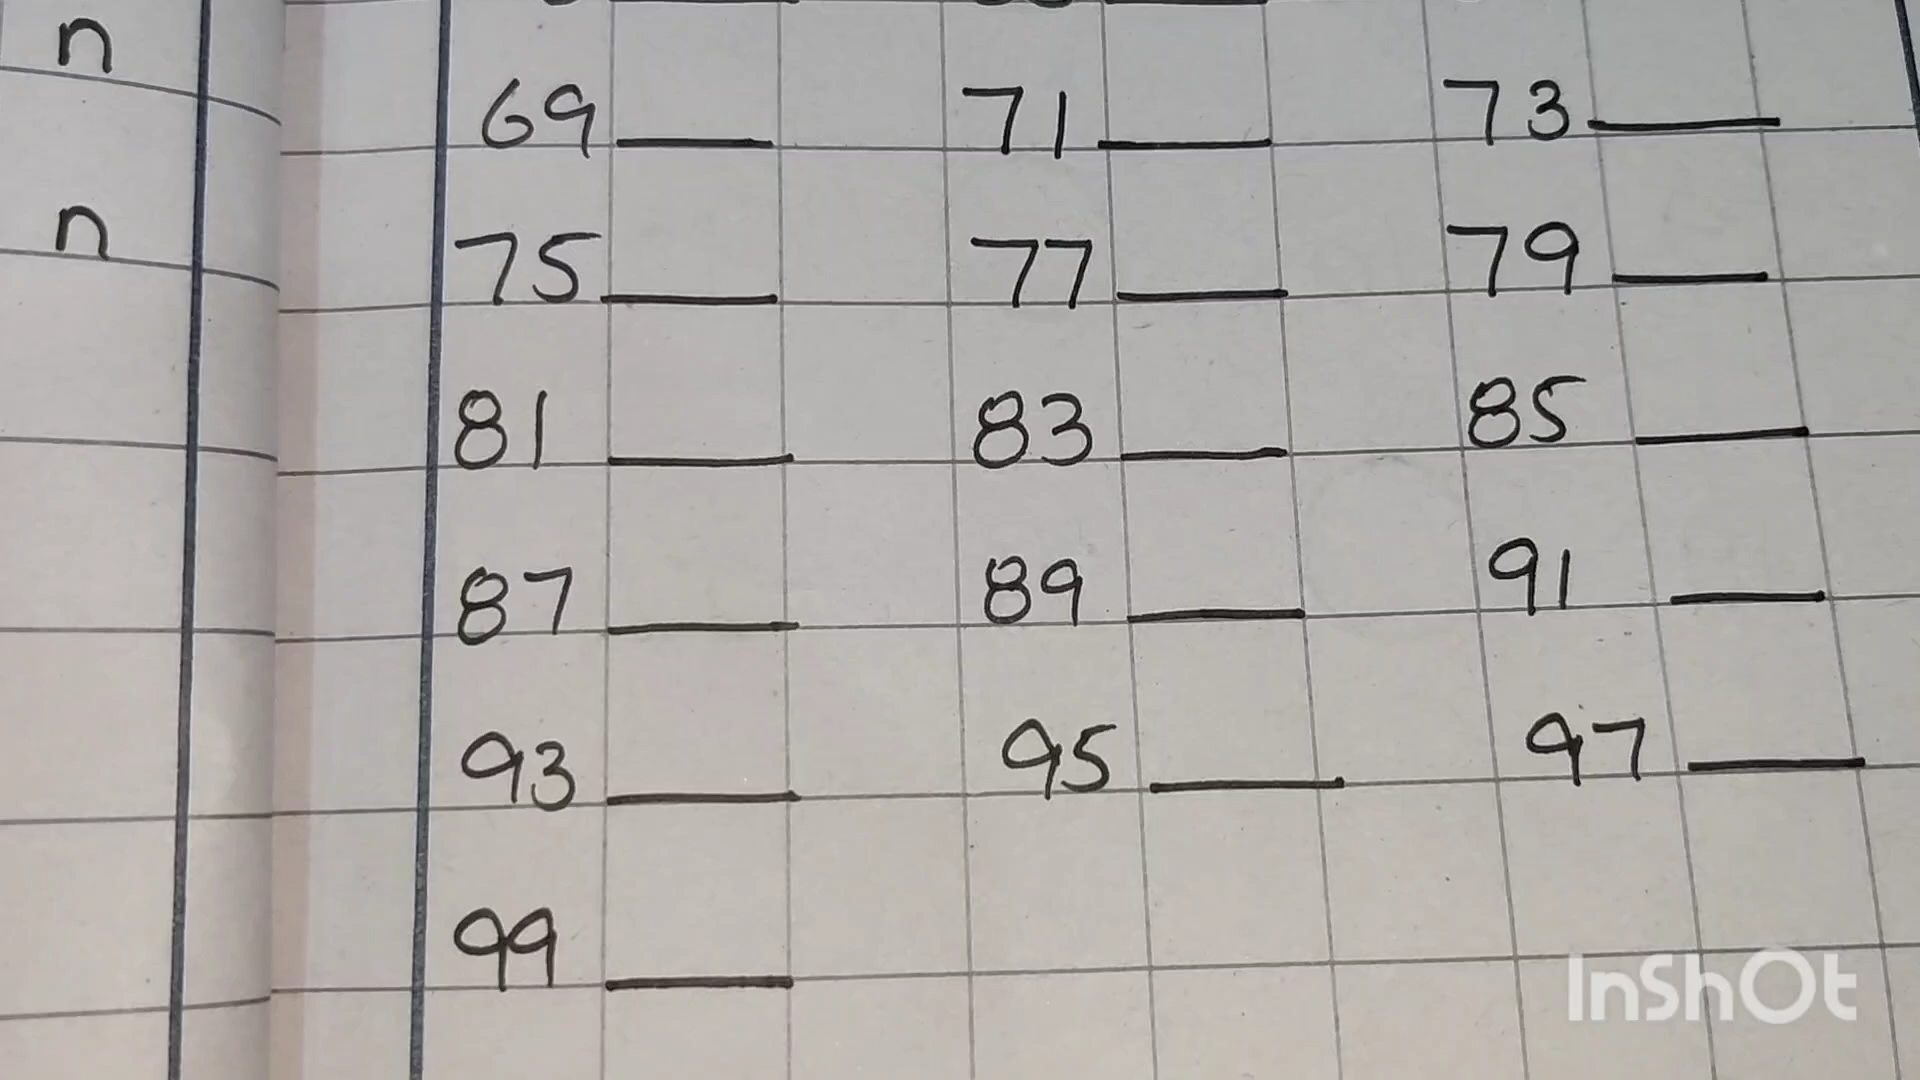 n
n
69 ___ 71 ___ 73 ___
75 ___ 77 ___ 79 ___
81 ___ 83 ___ 85 ___
87 ___ 89 ___ 91 ___
93 ___ 95 ___ 97 ___
99 ___
InShOt